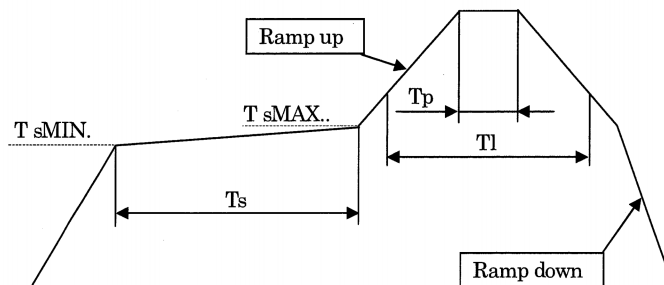 Ramp up
Tp
T sMAX..
T sMIN.
Tl
Ts
Ramp down